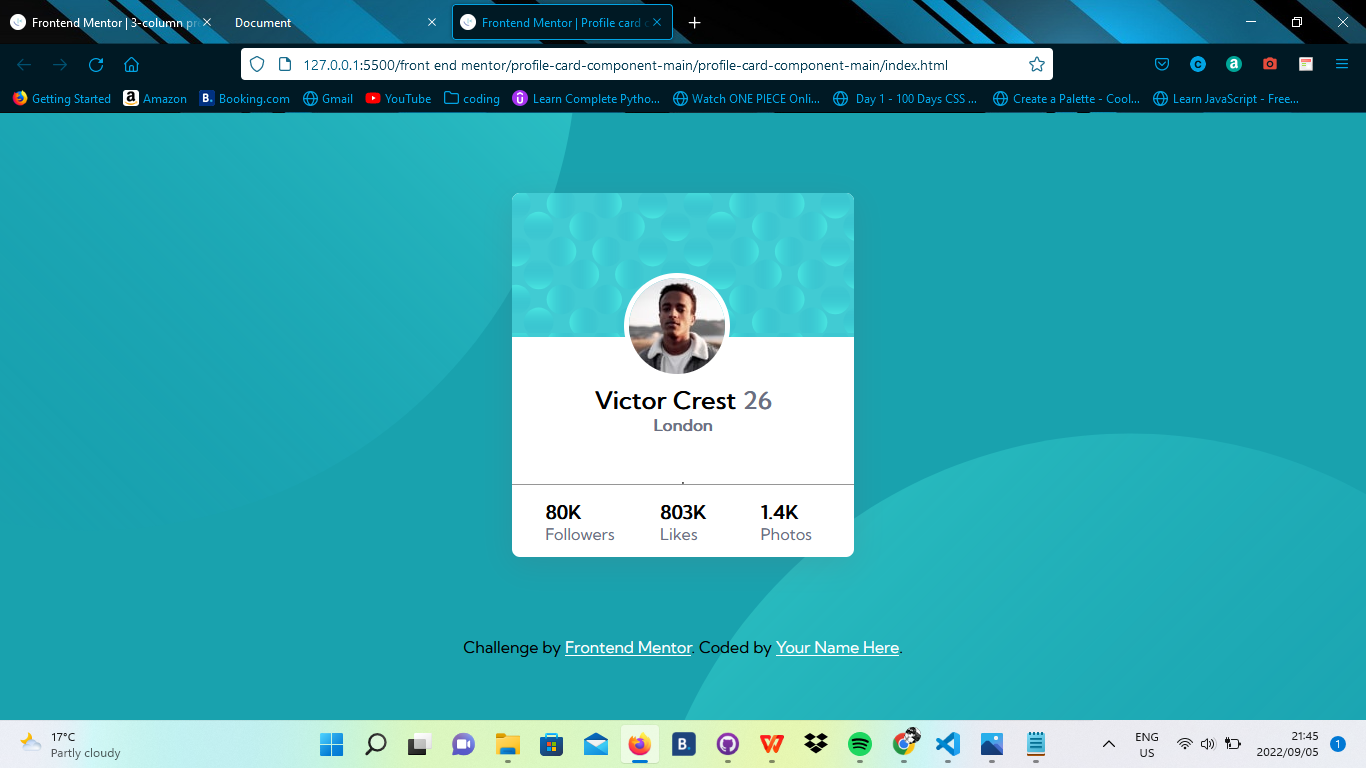 Frontend Mentor | 3-column pr
Document
Frontend Mentor | Profile card c
127.0.0.1:5500/front end mentor/profile-card-component-main/profile-card-component-main/index.html
Getting Started
a Amazon
B. Booking.com
Gmail
YouTube
coding
Learn Complete Pytho...
Watch ONE PIECE Onli...
Day 1 - 100 Days CSS ...
Create a Palette - Cool...
Learn JavaScript - Free...
Victor Crest 26
London
80K 803K 1.4K
Followers Likes Photos
Challenge by Frontend Mentor. Coded by Your Name Here.
17°C
Partly cloudy
B.
ENG
US
21:45
2022/09/05
1